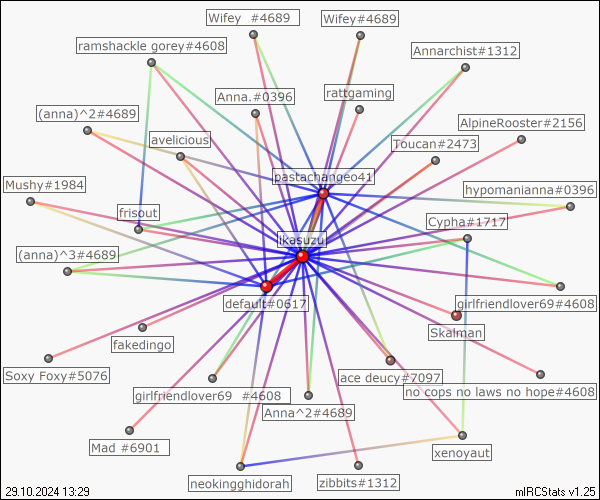 Wifey  #4689
Wifey#4689
ramshackle gorey#4608
Annarchist#1312
Anna.#0396
rattgaming
(anna)^2#4689
AlpineRooster#2156
avelicious
Toucan#2473
pastachangeo41
Mushy#1984
hypomanianna#0396
frisout
Cypha#1717
ikasuzu
(anna)^3#4689
default#0617
girlfriendlover69#4608
Skalman
fakedingo
Soxy Foxy#5076
ace deucy#7097
girlfriendlover69  #4608
no cops no laws no hope#4608
Anna^2#4689
Mad #6901
xenoyaut
neokingghidorah
zibbits#1312
29.10.2024 13:29
mIRCStats v1.25